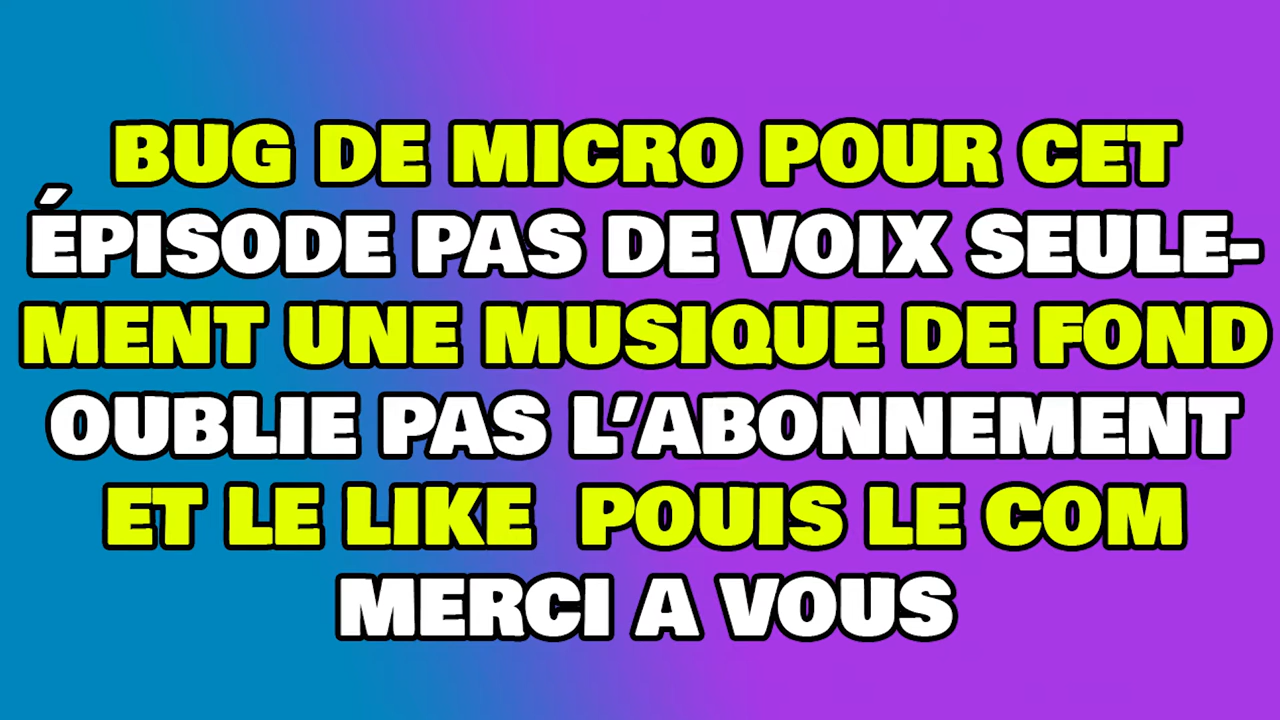 BUG DE MICRO POUR CET
ÉPISODE PAS DE VOIX SEULE-
MENT UNE MUSIQUE DE FOND
OUBLIE PAS L'ABONNEMENT
ET LE LIKE POUIS LE COM
MERCI A VOUS